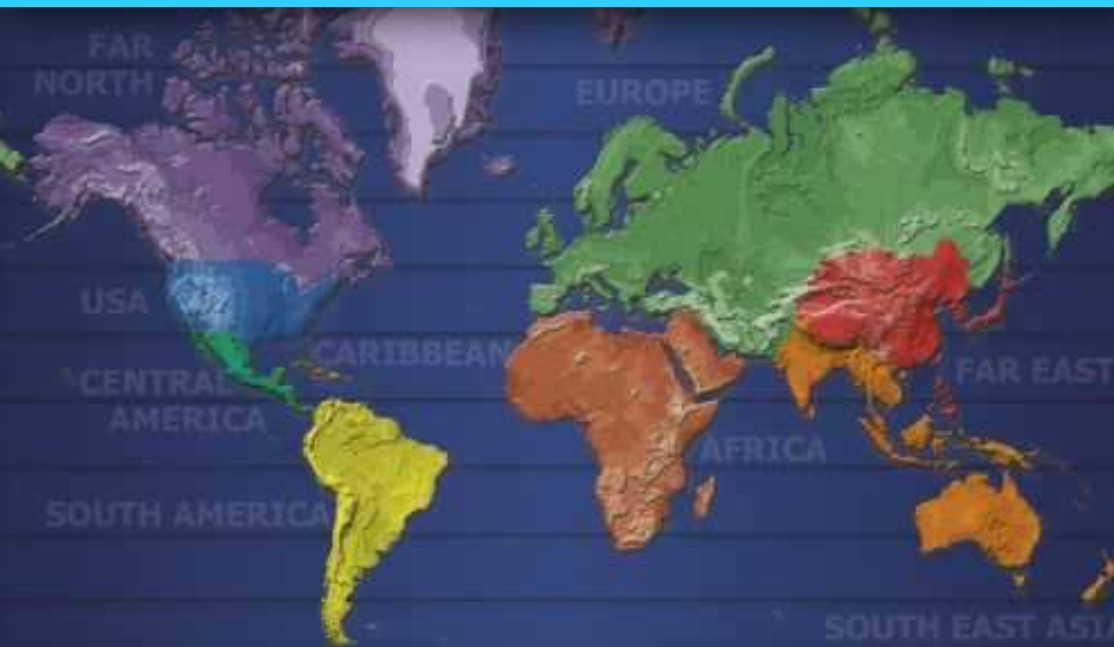 FAR
NORTH
EUROPE
USA
CARIBBEAN
CENTRAL
AMERICA
FAR EAST
AFRICA
SOUTH AMERICA
SOUTH EAST ASIA